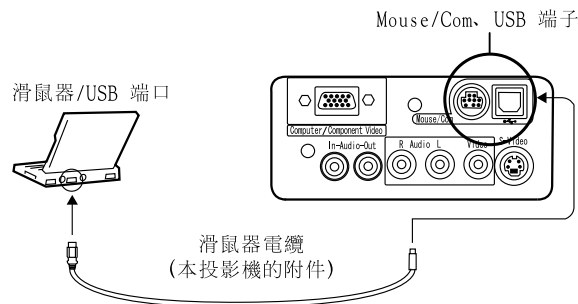 Mouse/Com、USB 端子
滑鼠器/USB 端口
Computer/Component Video
Mouse/Com
In-Audio-Out
R Audio L
Video
S-Video
滑鼠器電纜
(本投影機的附件)